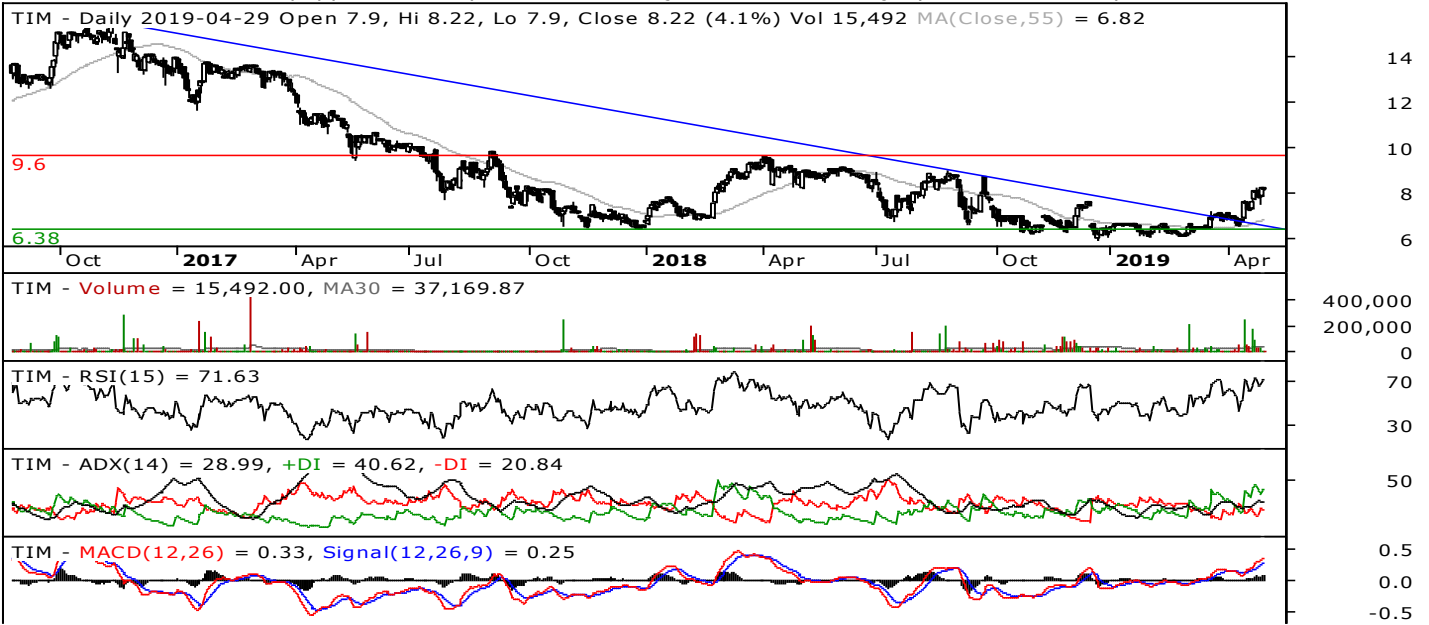 TIM - Daily 2019-04-29 Open 7.9, Hi 8.22, Lo 7.9, Close 8.22 (4.1%) Vol 15,492 MA(Close,55) = 6.82
14
12
10
9.6
8
6.38
6
Oct 2017 Apr Jul Oct 2018 Apr Jul Oct 2019 Apr
TIM - Volume = 15,492.00, MA30 = 37,169.87
400,000
200,000
0
TIM - RSI(15) = 71.63
70
30
TIM - ADX(14) = 28.99, +DI = 40.62, -DI = 20.84
50
TIM - MACD(12,26) = 0.33, Signal(12,26,9) = 0.25
0.5
0.0
-0.5